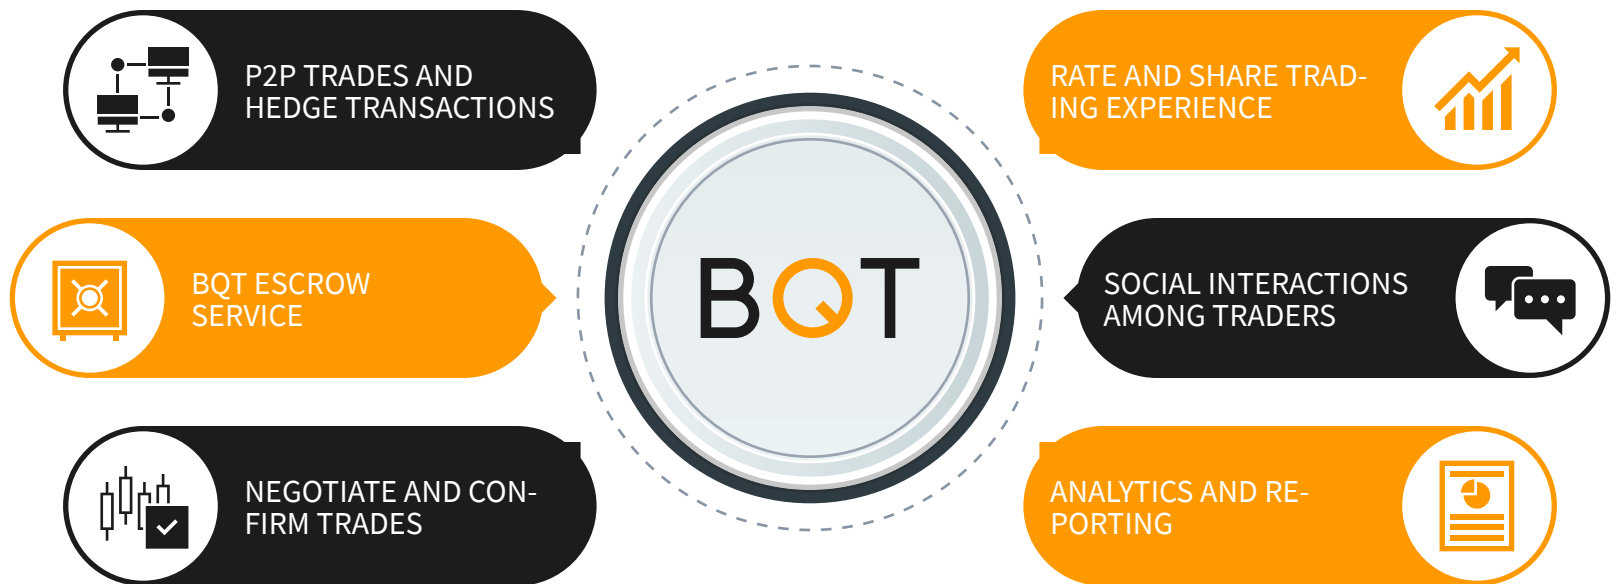 P2P TRADES AND
HEDGE TRANSACTIONS
BQT ESCROW
SERVICE
NEGOTIATE AND CON-
FIRM TRADES
BQT
RATE AND SHARE TRAD-
ING EXPERIENCE
SOCIAL INTERACTIONS
AMONG TRADERS
ANALYTICS AND RE-
PORTING